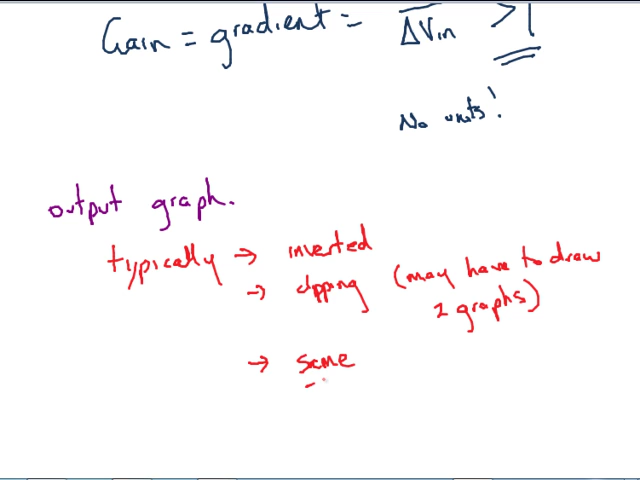 Gain = gradient = ΔVin >1
No units!
output graph.
typically → inverted
→ clipping (may have to draw
2 graphs)
→ same